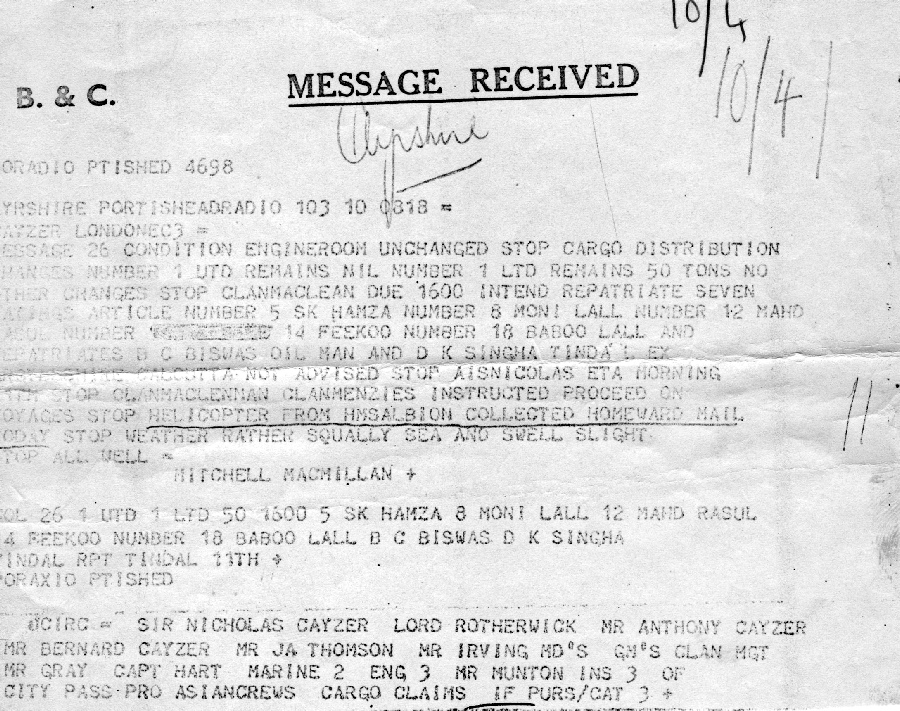 10/4
10/4
B. & C. MESSAGE RECEIVED
Ayrshire
ORADIO PTISHED 4698
YRSHIRE PORTISHEADRADIO 103 10 0818 =
AYZER LONDONEC3 =
ESSAGE 26 CONDITION ENGINEROOM UNCHANGED STOP CARGO DISTRIBUTION
HANGES NUMBER 1 UTD REMAINS NIL NUMBER 1 LTD REMAINS 50 TONS NO
THER CHANGES STOP CLANMACLEAN DUE 1600 INTEND REPATRIATE SEVEN
ARTICLE NUMBER 5 SK HAMZA NUMBER 8 MONI LALL NUMBER 12 MAHD
NUMBER 14 FEEKOO NUMBER 18 BABOO LALL AND
EPATRIATES B C BISWAS OIL MAN AND D K SINGHA TINDA L EX
CALCUTTA NOT ADVISED STOP AISNICOLAS ETA MORNING
11TH STOP CLANMACLENNAN CLANMENZIES INSTRUCTED PROCEED ON
OYAGES STOP HELICOPTER FROM HMSALBION COLLECTED HOMEWARD MAIL
TODAY STOP WEATHER RATHER SQUALLY SEA AND SWELL SLIGHT
TOP ALL WELL =
MITCHELL MACMILLAN +
OL 26 1 UTD 1 LTD 50 1600 5 SK HAMZA 8 MONI LALL 12 MAHD RASUL
4 FEEKOO NUMBER 18 BABOO LALL B C BISWAS D K SINGHA
TINDAL RPT TINDAL 11TH +
ORAXIO PTISHED
CIRC = SIR NICHOLAS CAYZER LORD ROTHERWICK MR ANTHONY CAYZER
MR BERNARD CAYZER MR JA THOMSON MR IRVING MD'S GM'S CLAN MGT
MR GRAY CAPT HART MARINE 2 ENG 3 MR MUNTON INS 3 OF
CITY PASS PRO ASIANCREWS CARGO CLAIMS IF PURS/CAT 3 +